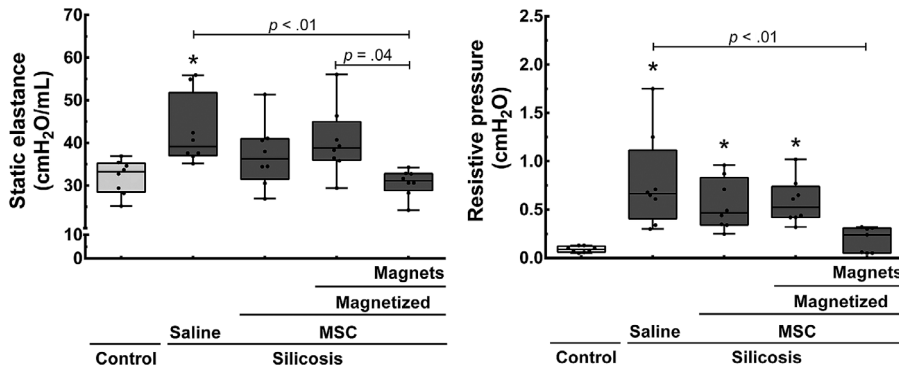 Static elastance
(cmH₂O/mL)
70
60
50
40
30
10
0
*
p < .01
p = .04
Magnets
Magnetized
Saline
MSC
Control
Silicosis
Resistive pressure
(cmH₂O)
2.5
2.0
1.5
1.0
0.5
0.0
*
*
*
p < .01
Magnets
Magnetized
Saline
MSC
Control
Silicosis